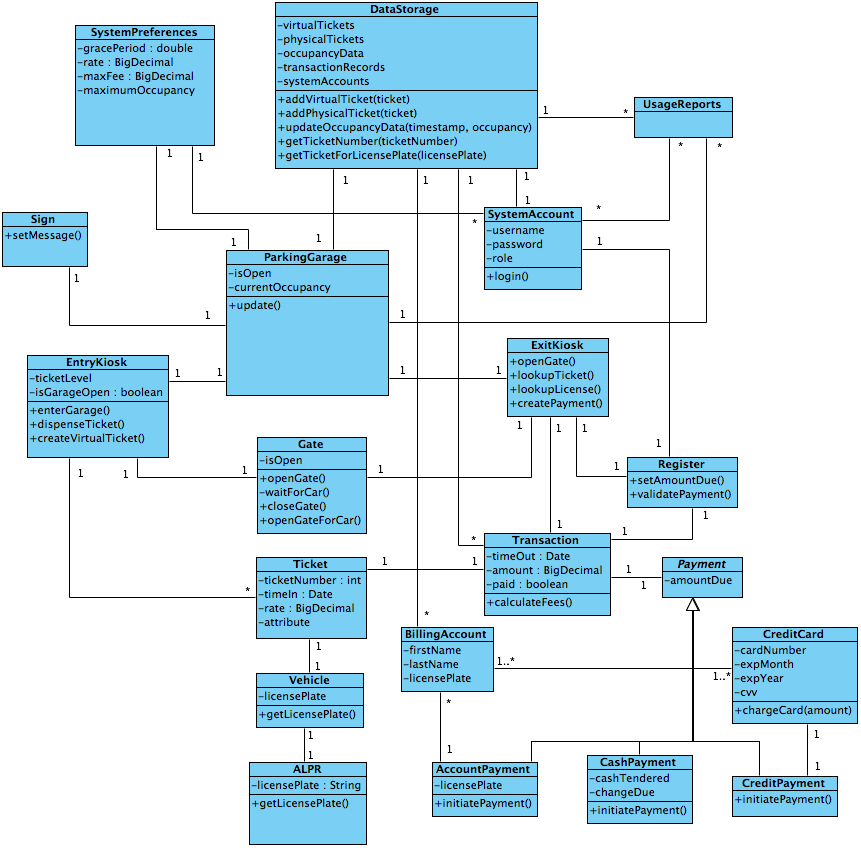 SystemPreferences
-gracePeriod : double
-rate : BigDecimal
-maxFee : BigDecimal
-maximumOccupancy
1
1
DataStorage
-virtualTickets
-physicalTickets
-occupancyData
-transactionRecords
-systemAccounts
+addVirtualTicket(ticket)
+addPhysicalTicket(ticket)
+updateOccupancyData(timestamp, occupancy)
+getTicketNumber(ticketNumber)
+getTicketForLicensePlate(licensePlate)
1
*
1
1
1
1
UsageReports
*
*
Sign
+setMessage()
1
1
1
*
1
*
SystemAccount
-username
-password
-role
+login()
1
ParkingGarage
-isOpen
-currentOccupancy
+update()
1
1
1
1
1
EntryKiosk
-ticketLevel
-isGarageOpen : boolean
+enterGarage()
+dispenseTicket()
+createVirtualTicket()
1
1
1
ExitKiosk
+openGate()
+lookupTicket()
+lookupLicense()
+createPayment()
1
1
1
1
Gate
-isOpen
+openGate()
-waitForCar()
+closeGate()
+openGateForCar()
1
1
1
1
Register
+setAmountDue()
+validatePayment()
1
1
1
*
Transaction
-timeOut : Date
-amount : BigDecimal
-paid : boolean
+calculateFees()
1
1
1
Payment
-amountDue
Ticket
-ticketNumber : int
-timeIn : Date
-rate : BigDecimal
-attribute
*
1
1
1
1
Vehicle
-licensePlate
+getLicensePlate()
1
1
ALPR
-licensePlate : String
+getLicensePlate()
*
BillingAccount
-firstName
-lastName
-licensePlate
1..*
1..*
*
1
CreditCard
-cardNumber
-expMonth
-expYear
-cvv
+chargeCard(amount)
1
1
AccountPayment
-licensePlate
+initiatePayment()
CashPayment
-cashTendered
-changeDue
+initiatePayment()
CreditPayment
+initiatePayment()